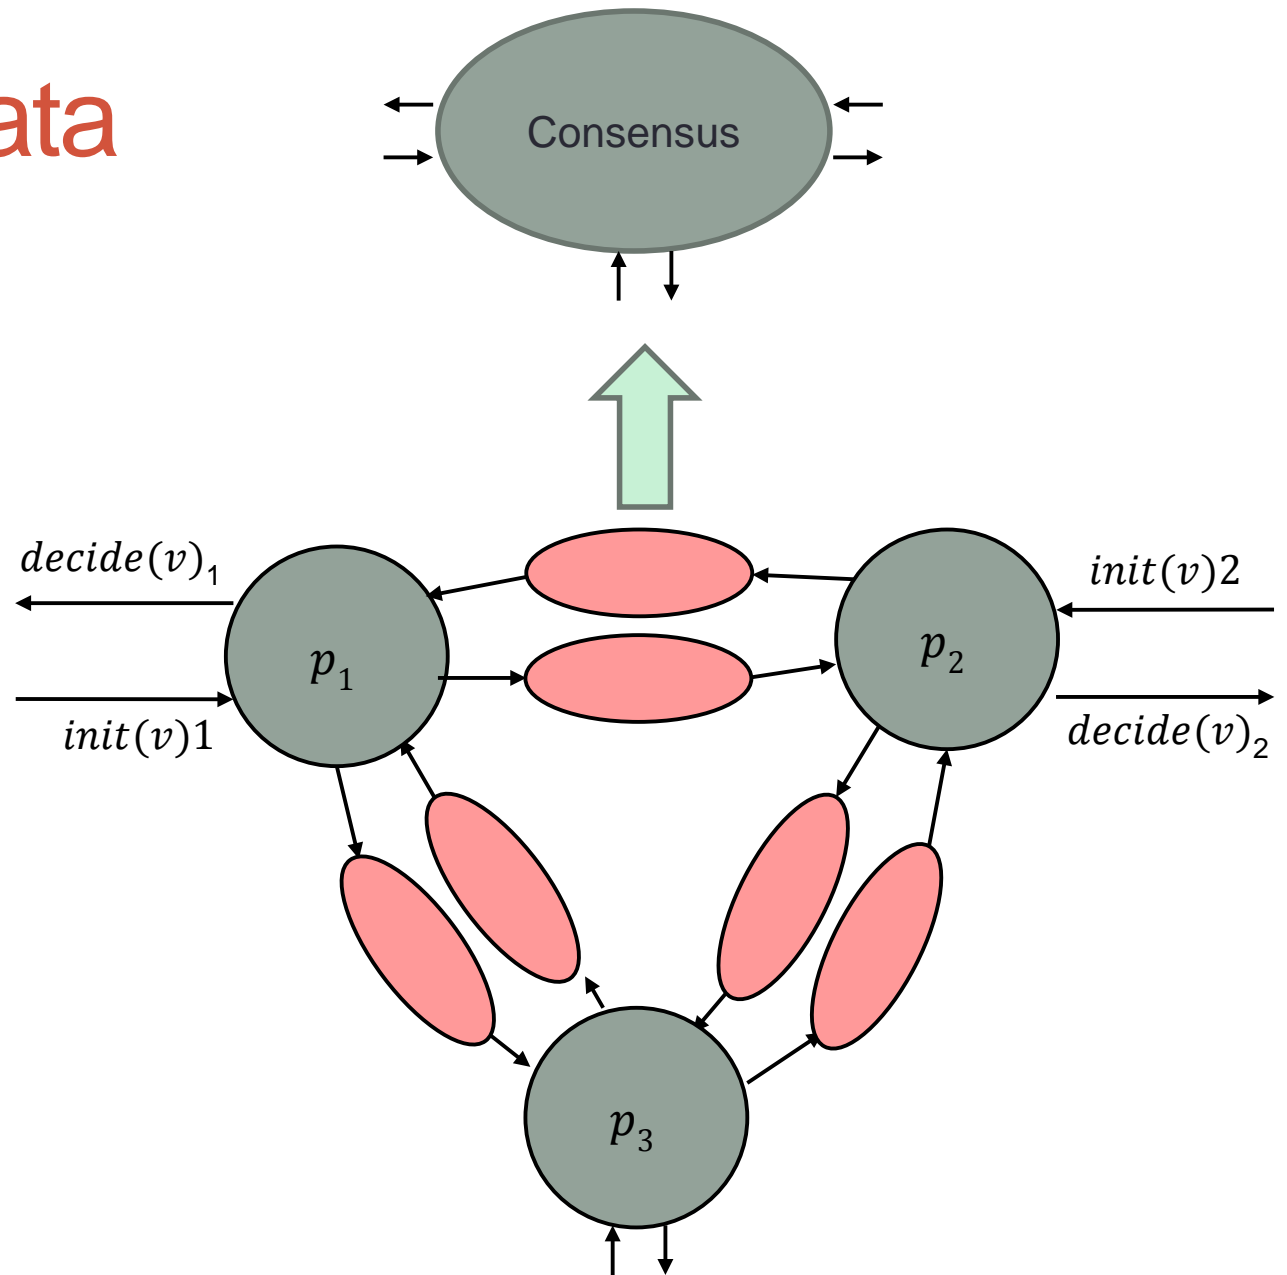 ata
Consensus
decide(v)₁
init(v)2
p₁
p₂
init(v)1
decide(v)₂
p₃